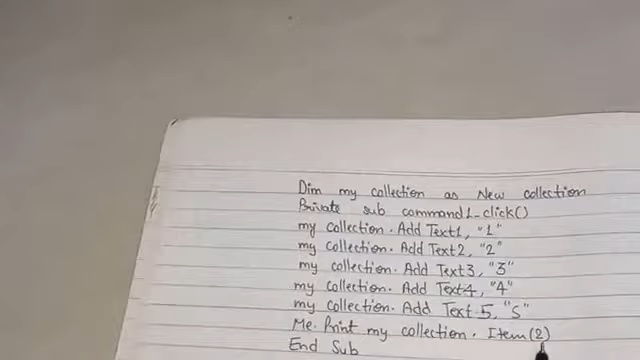 Dim my collection as New collection
Private sub command1_click()
my collection. Add Text1, "1"
my collection. Add Text2, "2"
my collection. Add Text3, "3"
my collection. Add Text4, "4"
my collection. Add Text5, "5"
Me. Print my collection. Item(2)
End Sub